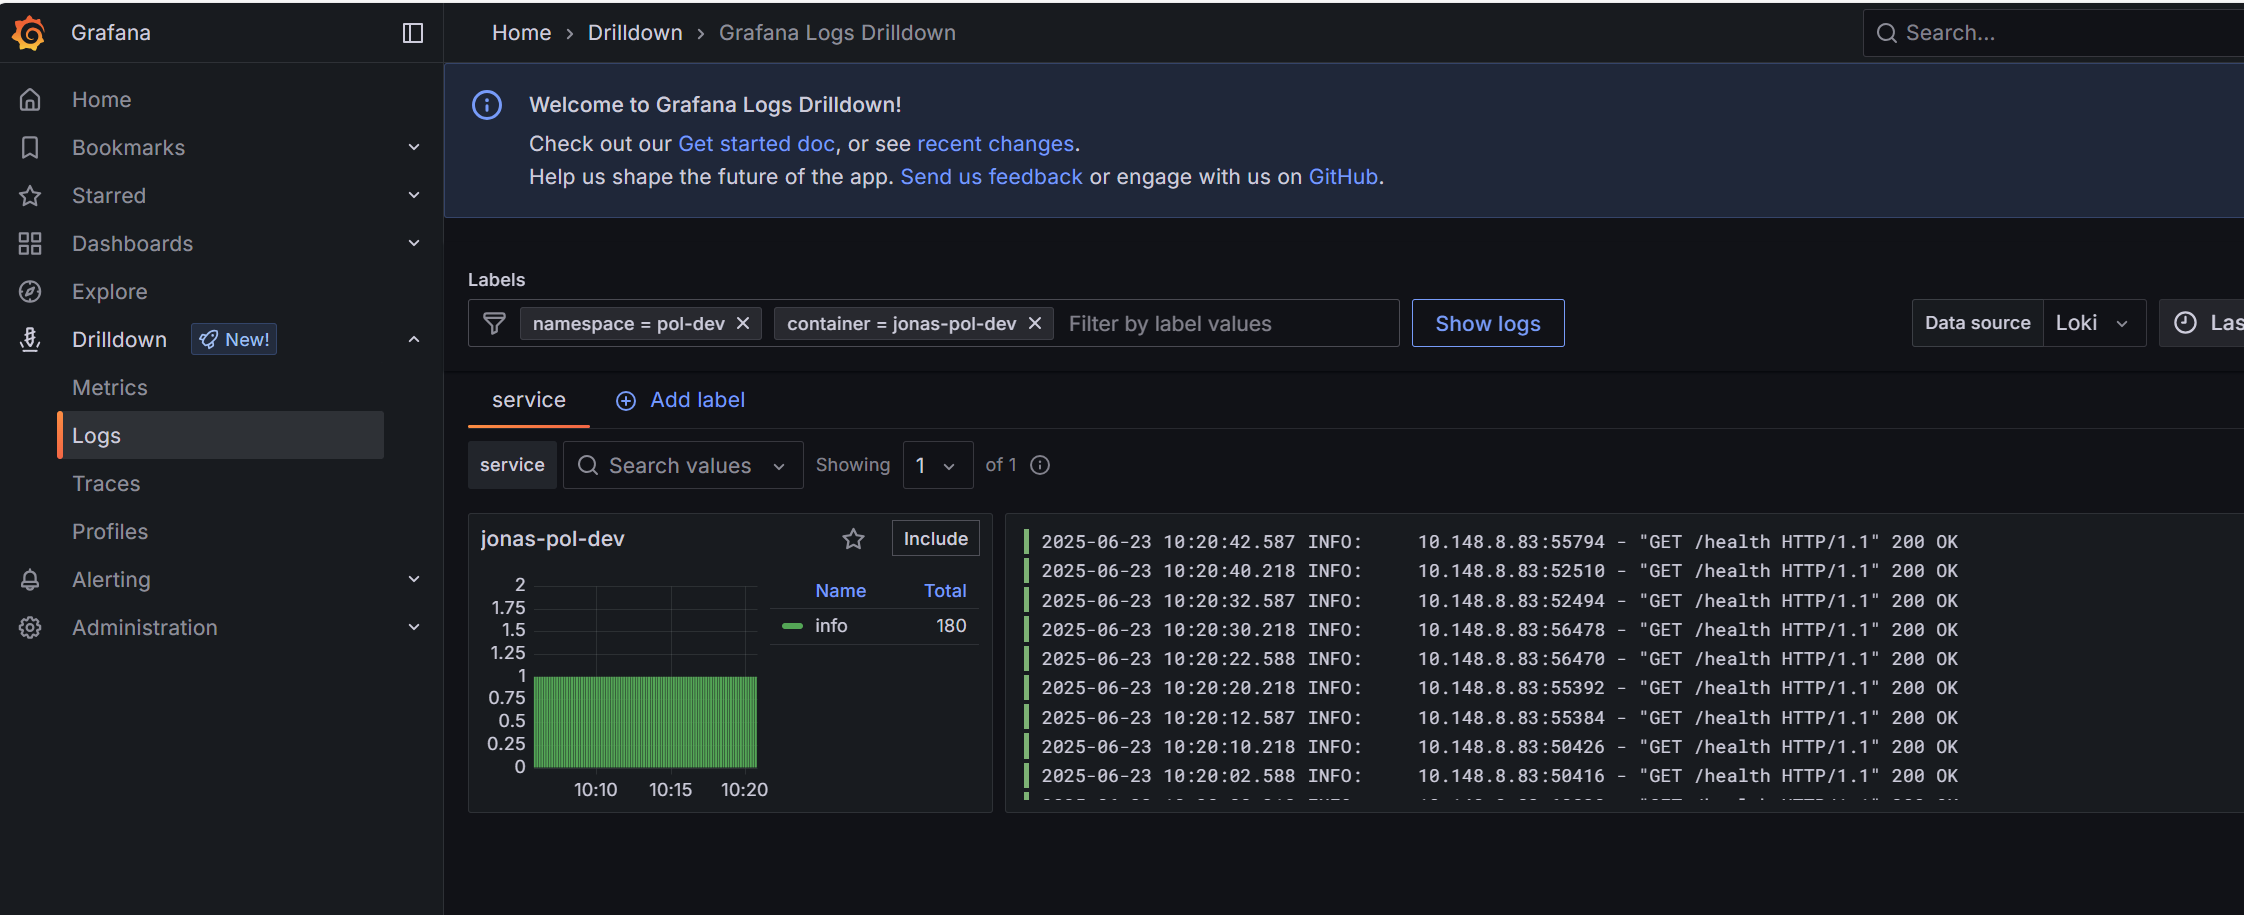 Grafana
Home › Drilldown › Grafana Logs Drilldown
Search...
Home
Bookmarks
Starred
Dashboards
Explore
Drilldown New!
Metrics
Logs
Traces
Profiles
Alerting
Administration
Welcome to Grafana Logs Drilldown!
Check out our Get started doc, or see recent changes.
Help us shape the future of the app. Send us feedback or engage with us on GitHub.
Labels
namespace = pol-dev container = jonas-pol-dev Filter by label values Show logs Data source Loki Las
service Add label
service Search values Showing 1 of 1
jonas-pol-dev Include
2
1.75
1.5
1.25
1
0.75
0.5
0.25
0
10:10 10:15 10:20
Name Total
info 180
2025-06-23 10:20:42.587 INFO: 10.148.8.83:55794 - "GET /health HTTP/1.1" 200 OK
2025-06-23 10:20:40.218 INFO: 10.148.8.83:52510 - "GET /health HTTP/1.1" 200 OK
2025-06-23 10:20:32.587 INFO: 10.148.8.83:52494 - "GET /health HTTP/1.1" 200 OK
2025-06-23 10:20:30.218 INFO: 10.148.8.83:56478 - "GET /health HTTP/1.1" 200 OK
2025-06-23 10:20:22.588 INFO: 10.148.8.83:56470 - "GET /health HTTP/1.1" 200 OK
2025-06-23 10:20:20.218 INFO: 10.148.8.83:55392 - "GET /health HTTP/1.1" 200 OK
2025-06-23 10:20:12.587 INFO: 10.148.8.83:55384 - "GET /health HTTP/1.1" 200 OK
2025-06-23 10:20:10.218 INFO: 10.148.8.83:50426 - "GET /health HTTP/1.1" 200 OK
2025-06-23 10:20:02.588 INFO: 10.148.8.83:50416 - "GET /health HTTP/1.1" 200 OK